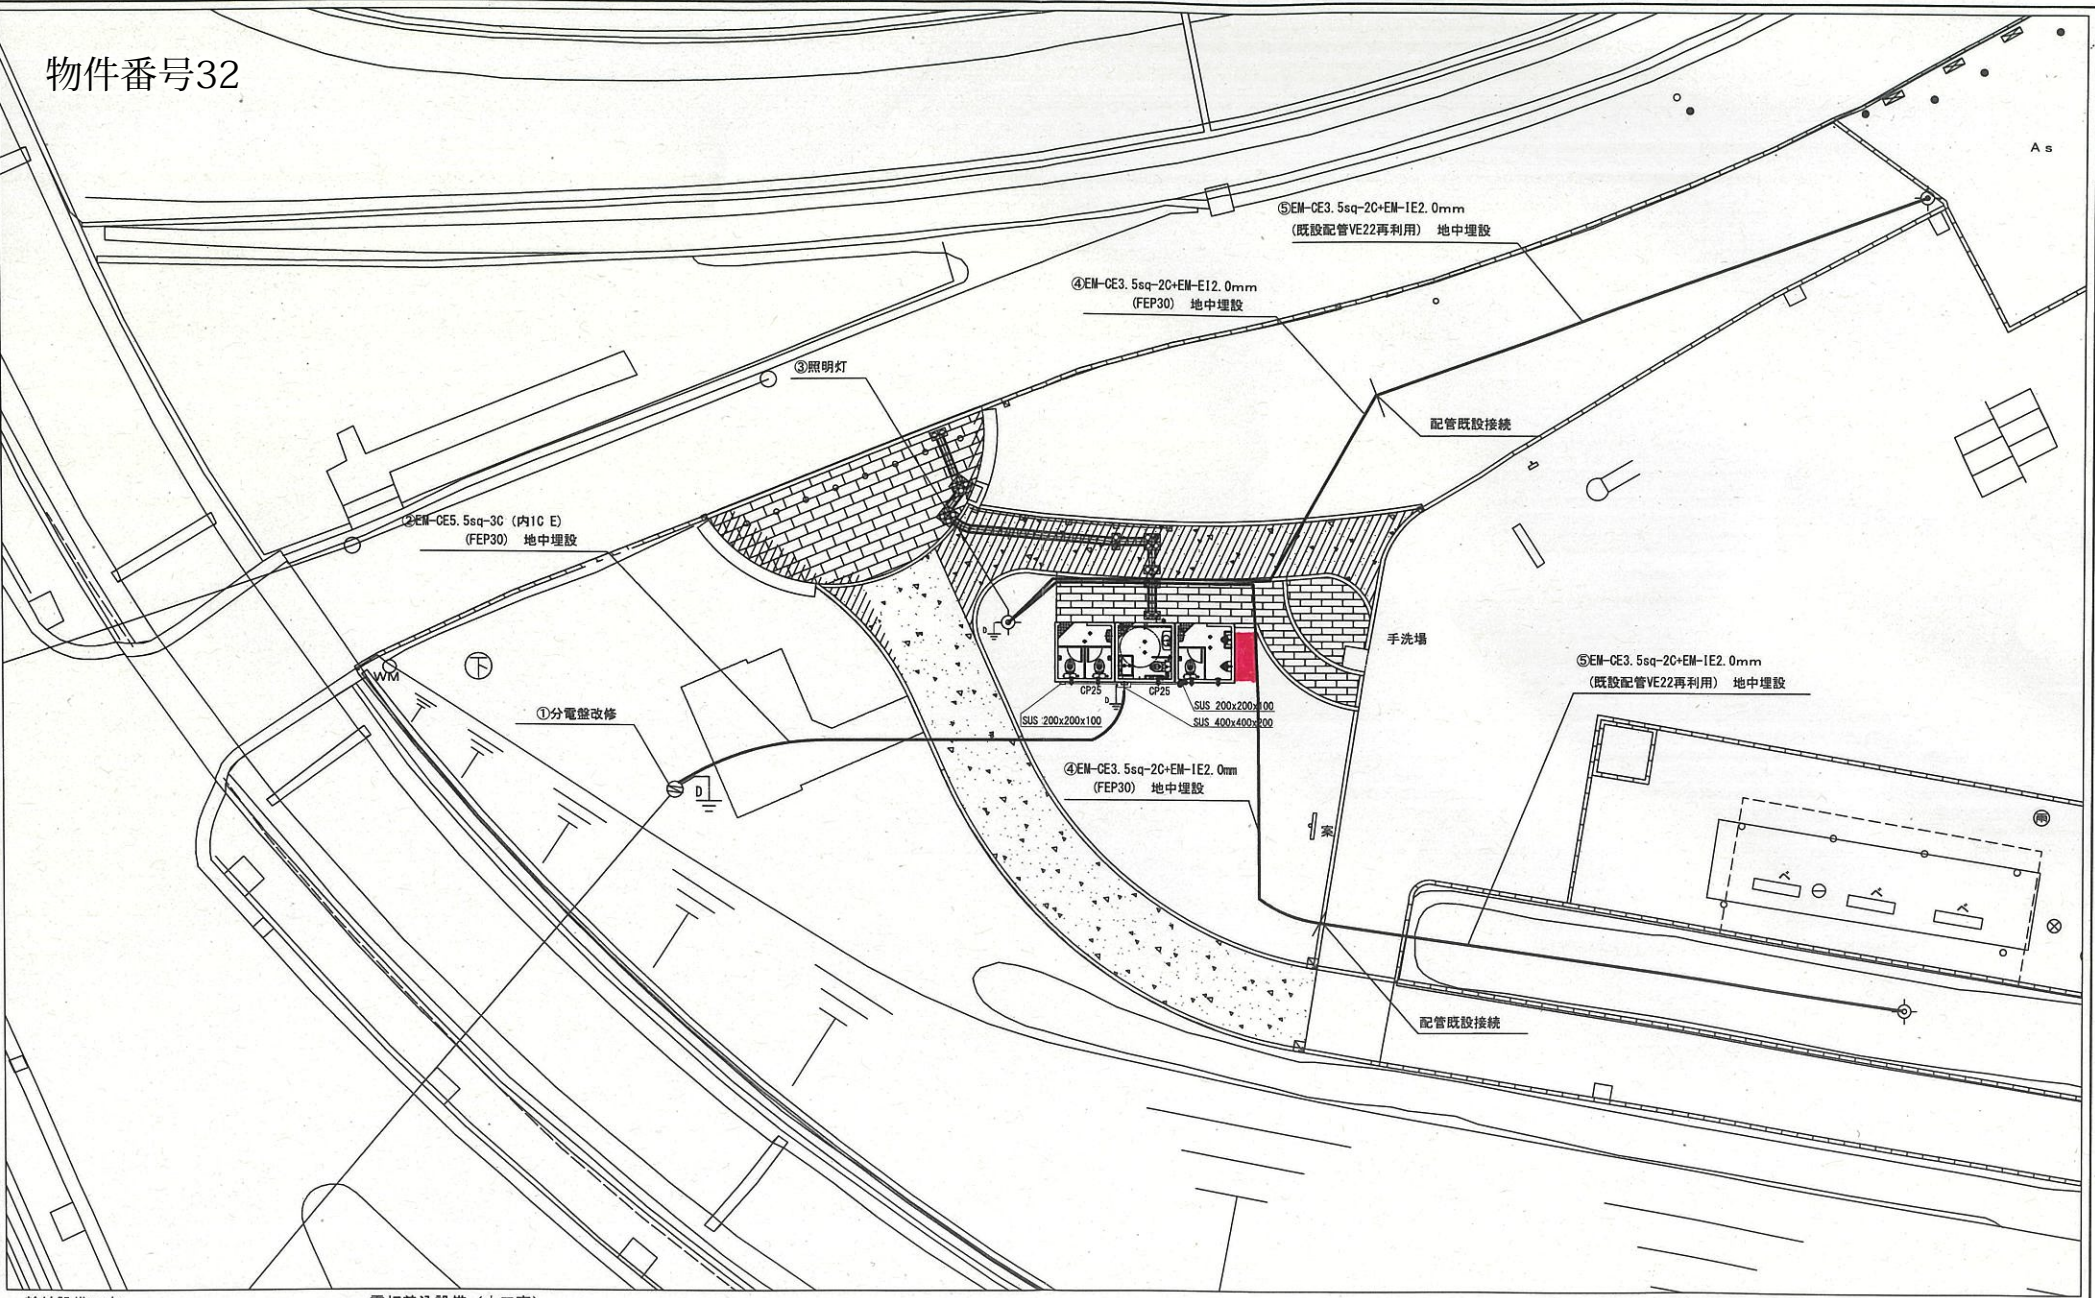 物件番号32
As
⑤EM-CE3.5sq-2C+EM-IE2.0mm
(既設配管VE22再利用) 地中埋設
④EM-CE3.5sq-2C+EM-EI2.0mm
(FEP30) 地中埋設
③照明灯
配管既設接続
②EM-CE5.5sq-3C (内1C E)
(FEP30) 地中埋設
手洗場
D
WM
下
⑤EM-CE3.5sq-2C+EM-IE2.0mm
(既設配管VE22再利用) 地中埋設
CP25
CP25
D
①分電盤改修
SUS 200x200x100
SUS 200x200x100
SUS 400x400x200
④EM-CE3.5sq-2C+EM-IE2.0mm
(FEP30) 地中埋設
D
案
ベ
ベ
ベ
配管既設接続